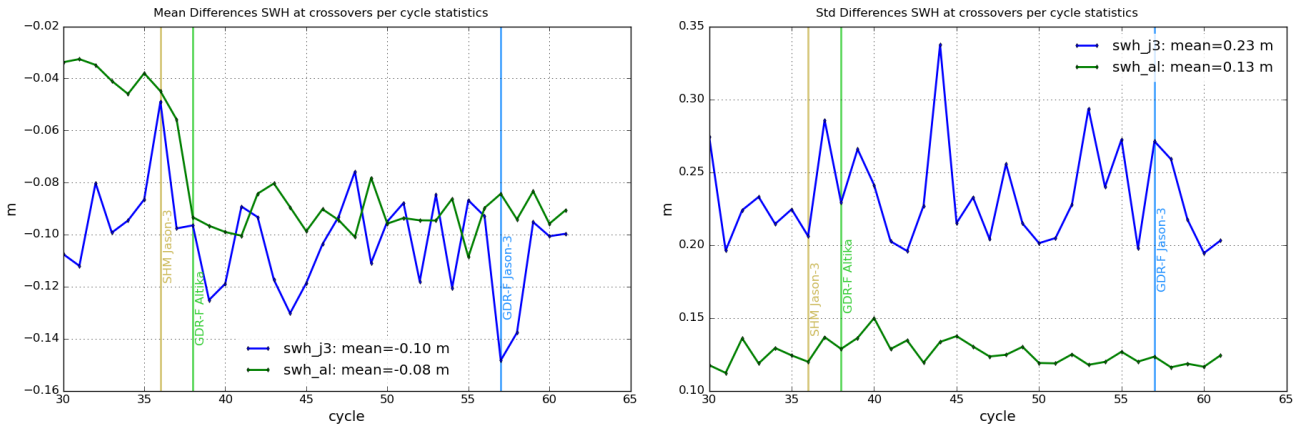 Mean Differences SWH at crossovers per cycle statistics
−0.02
−0.04
−0.06
−0.08
−0.10
−0.12
−0.14
−0.16
m
30 35 40 45 50 55 60 65
cycle
SHM Jason-3
GDR-F Altika
GDR-F Jason-3
swh_j3: mean=-0.10 m
swh_al: mean=-0.08 m
Std Differences SWH at crossovers per cycle statistics
0.35
0.30
0.25
0.20
0.15
0.10
m
30 35 40 45 50 55 60 65
cycle
swh_j3: mean=0.23 m
swh_al: mean=0.13 m
SHM Jason-3
GDR-F Altika
GDR-F Jason-3